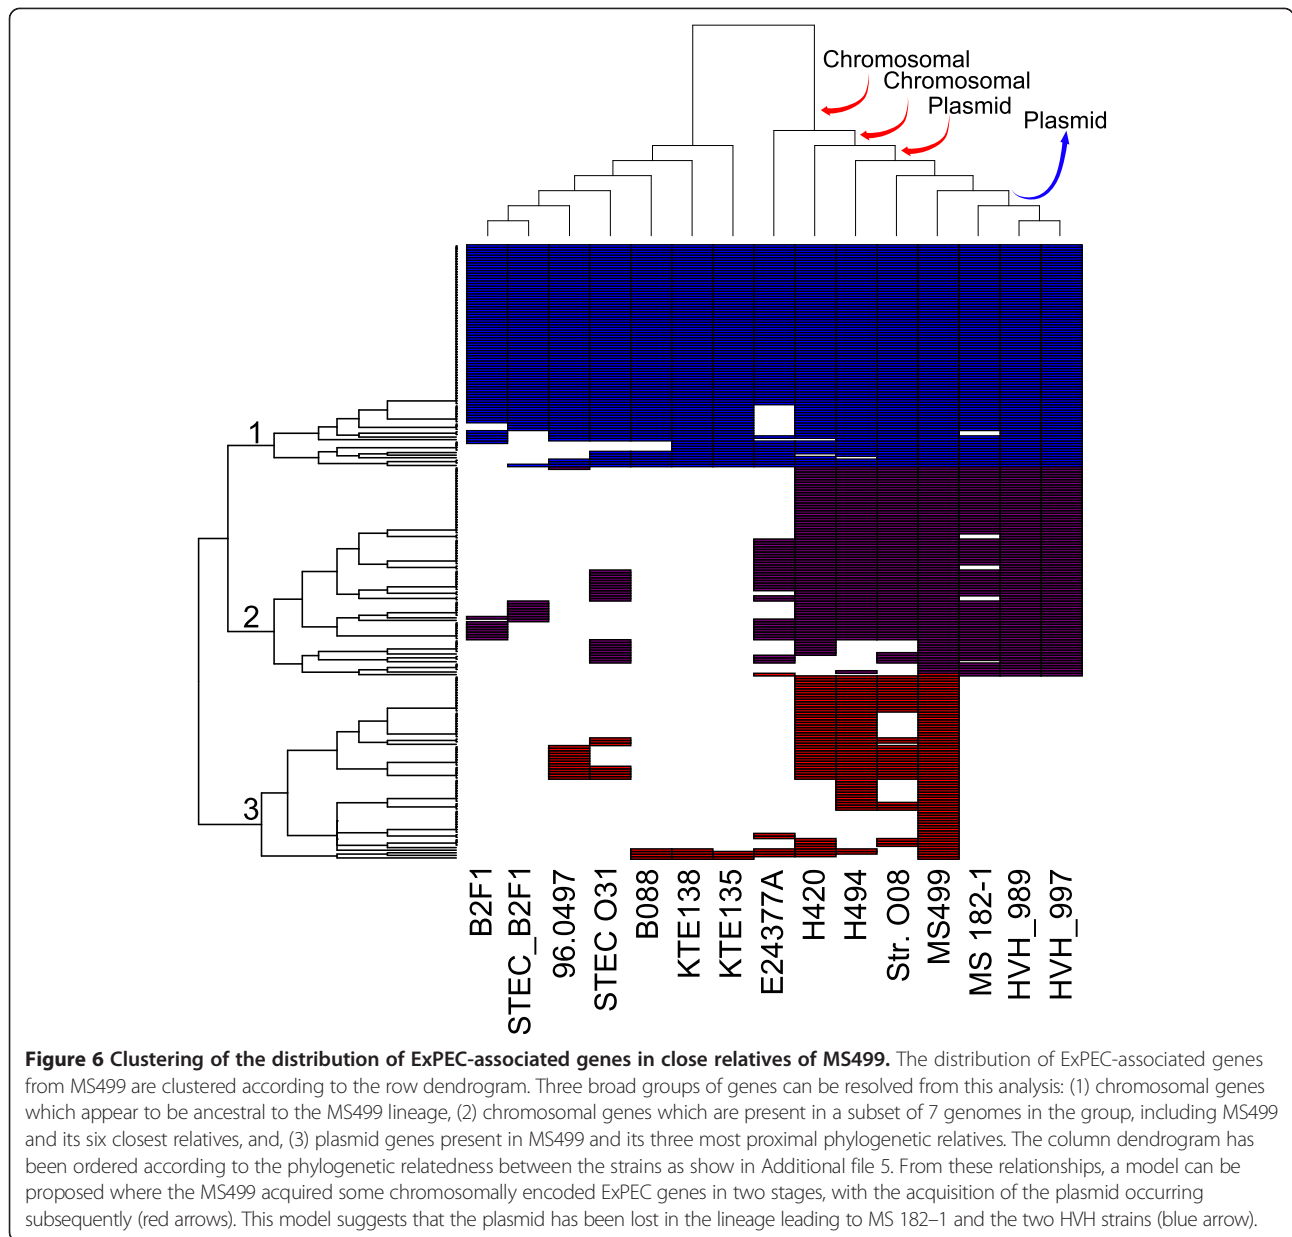 Chromosomal
Chromosomal
Plasmid
Plasmid
1
2
3
B2F1
STEC_B2F1
96.0497
STEC O31
B088
KTE138
KTE135
E24377A
H420
H494
Str. O08
MS499
MS 182-1
HVH_989
HVH_997
Figure 6 Clustering of the distribution of ExPEC-associated genes in close relatives of MS499. The distribution of ExPEC-associated genes
from MS499 are clustered according to the row dendrogram. Three broad groups of genes can be resolved from this analysis: (1) chromosomal genes
which appear to be ancestral to the MS499 lineage, (2) chromosomal genes which are present in a subset of 7 genomes in the group, including MS499
and its six closest relatives, and, (3) plasmid genes present in MS499 and its three most proximal phylogenetic relatives. The column dendrogram has
been ordered according to the phylogenetic relatedness between the strains as show in Additional file 5. From these relationships, a model can be
proposed where the MS499 acquired some chromosomally encoded ExPEC genes in two stages, with the acquisition of the plasmid occurring
subsequently (red arrows). This model suggests that the plasmid has been lost in the lineage leading to MS 182–1 and the two HVH strains (blue arrow).